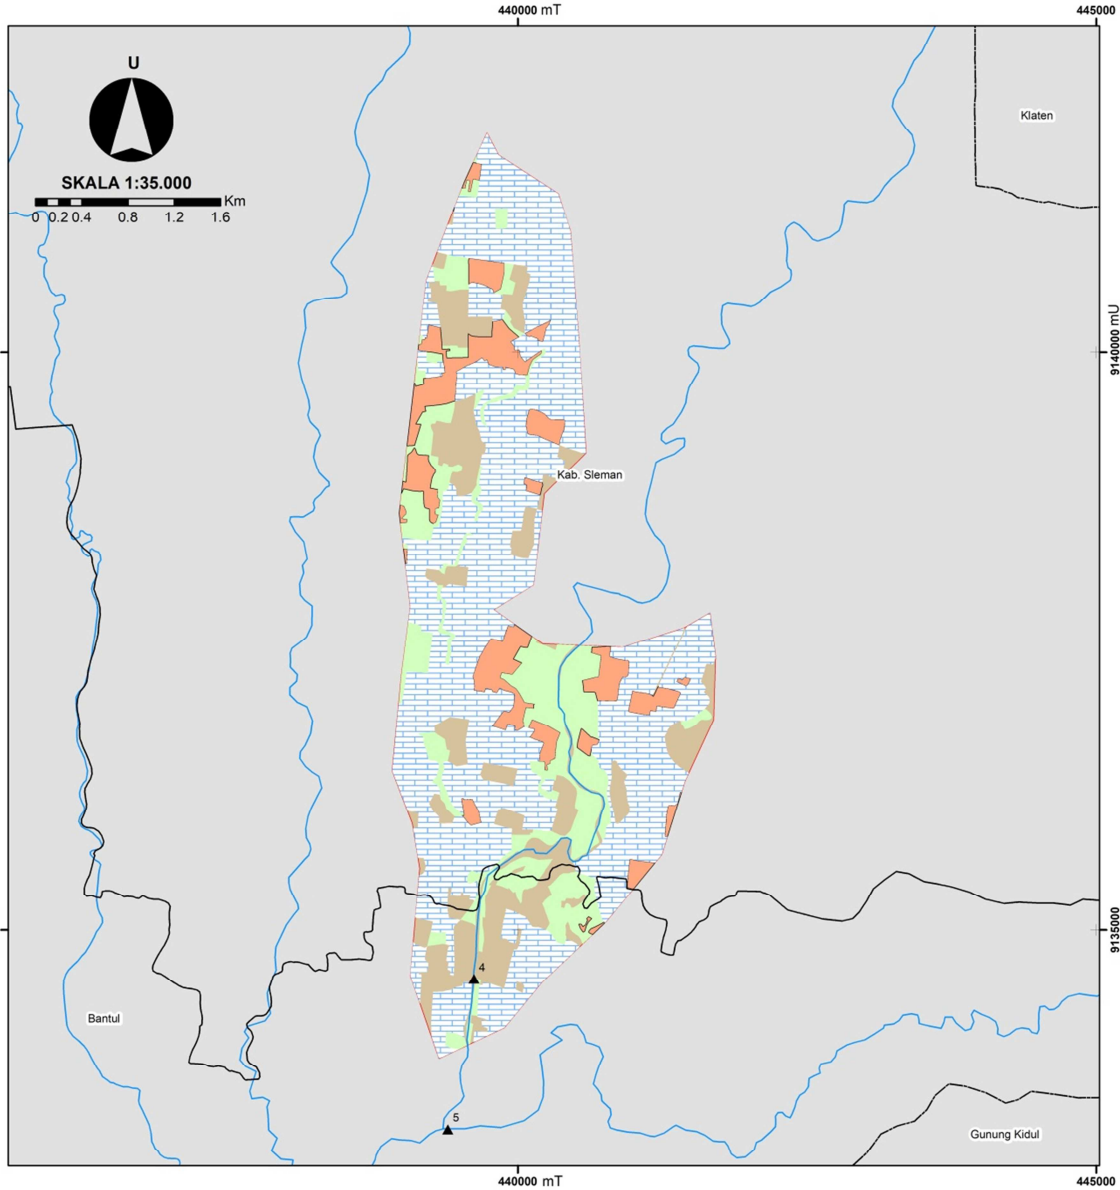 440000 mT
445000
U
Klaten
SKALA 1:35.000
Km
0 0.2 0.4 0.8 1.2 1.6
9140000 mU
Kab. Sleman
9135000
4
Bantul
5
Gunung Kidul
440000 mT
445000